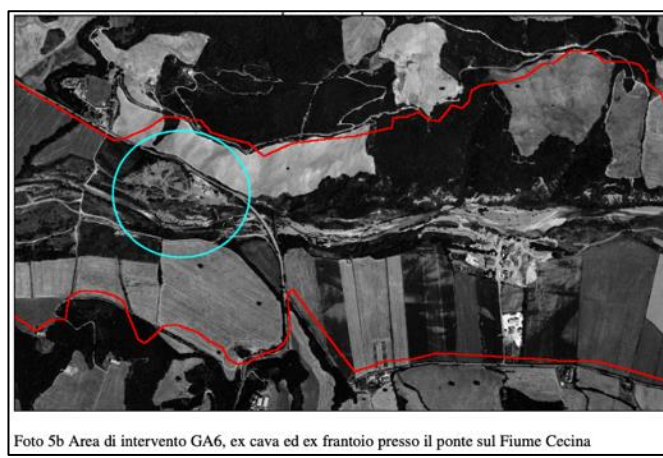 Foto 5b Area di intervento GA6, ex cava ed ex frantoio presso il ponte sul Fiume Cecina